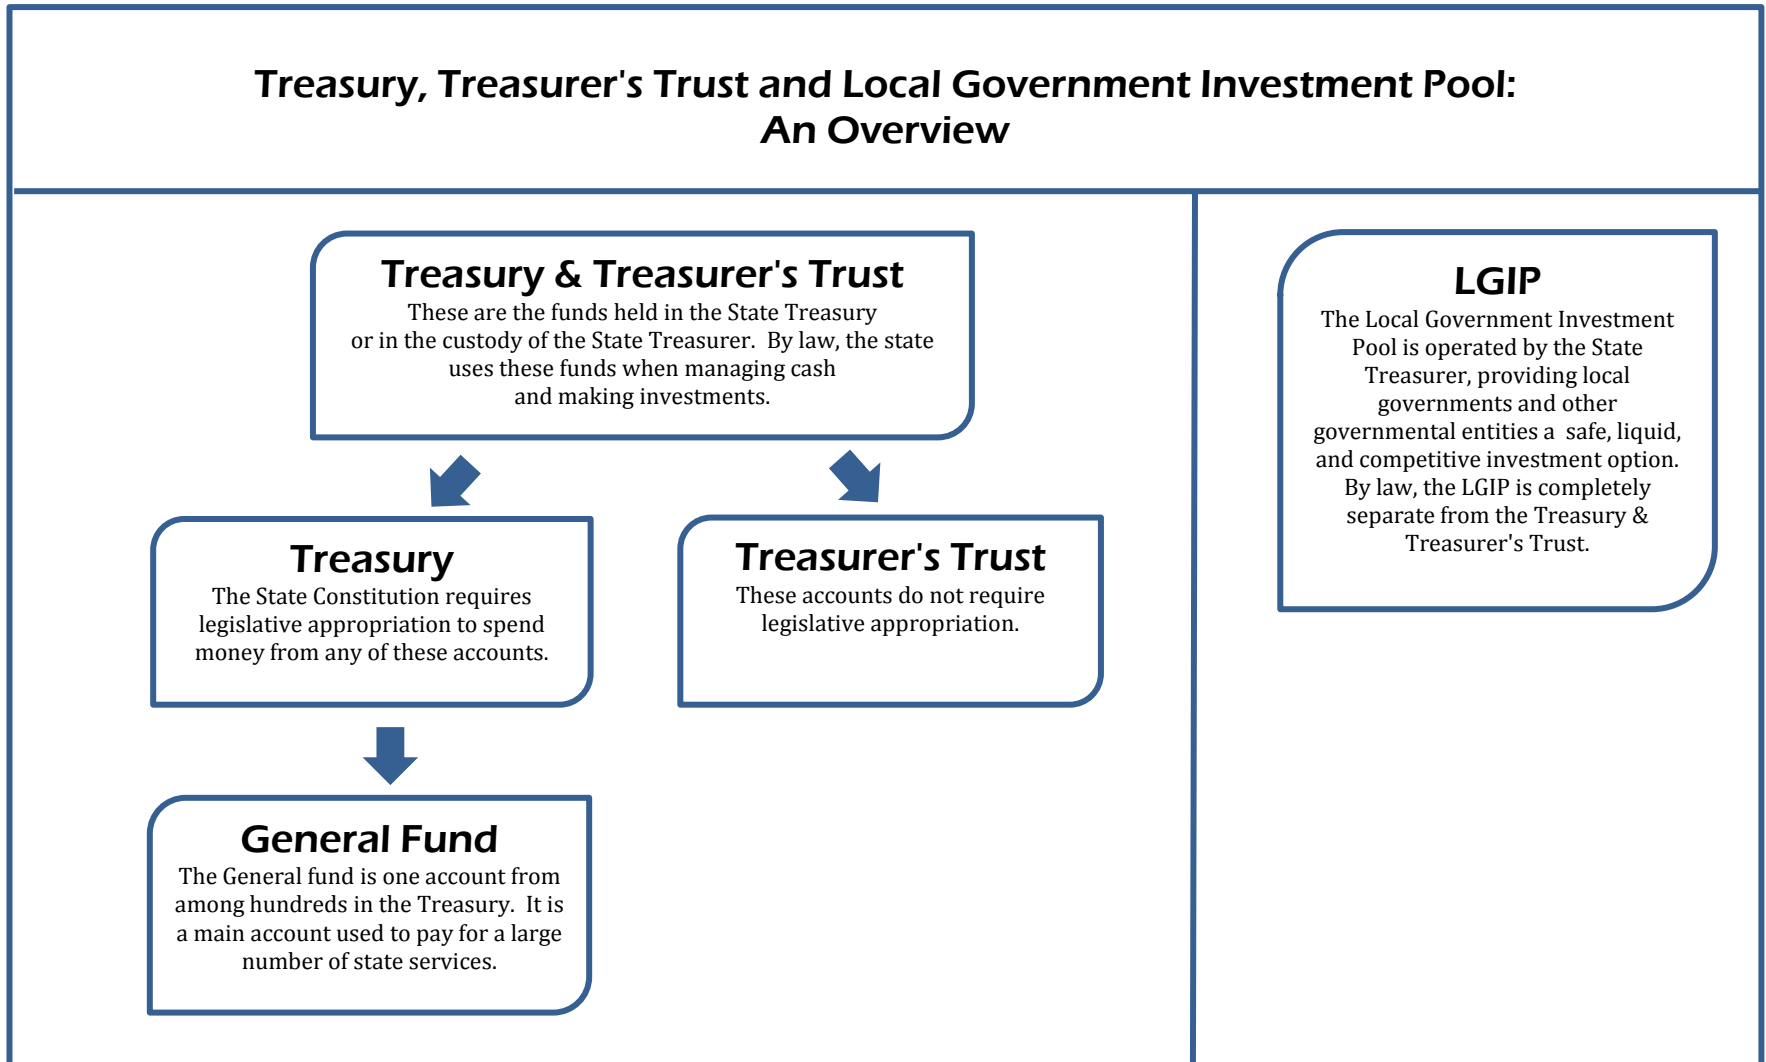 Treasury, Treasurer's Trust and Local Government Investment Pool:
An Overview
Treasury & Treasurer's Trust
These are the funds held in the State Treasury
or in the custody of the State Treasurer.  By law, the state
uses these funds when managing cash
and making investments.
Treasury
The State Constitution requires
legislative appropriation to spend
money from any of these accounts.
Treasurer's Trust
These accounts do not require
legislative appropriation.
General Fund
The General fund is one account from
among hundreds in the Treasury.  It is
a main account used to pay for a large
number of state services.
LGIP
The Local Government Investment
Pool is operated by the State
Treasurer, providing local
governments and other
governmental entities a  safe, liquid,
and competitive investment option.
By law, the LGIP is completely
separate from the Treasury &
Treasurer's Trust.